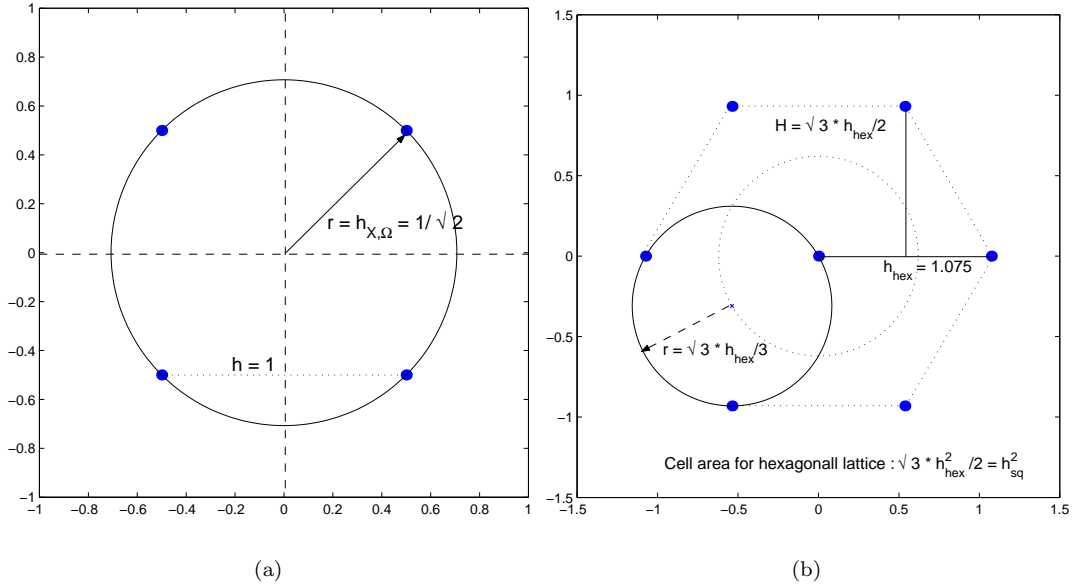 1
0.8
0.6
0.4
0.2
0
−0.2
−0.4
−0.6
−0.8
−1
−1 −0.8 −0.6 −0.4 −0.2 0 0.2 0.4 0.6 0.8 1
r = h_{X,Ω} = 1/√2
h = 1
(a)
1.5
1
0.5
0
−0.5
−1
−1.5
−1.5 −1 −0.5 0 0.5 1 1.5
H = √3 * h_{hex}/2
h_{hex} = 1.075
r = √3 * h_{hex}/3
Cell area for hexagonall lattice : √3 * h_{hex}^2 /2 = h_{sq}^2
(b)